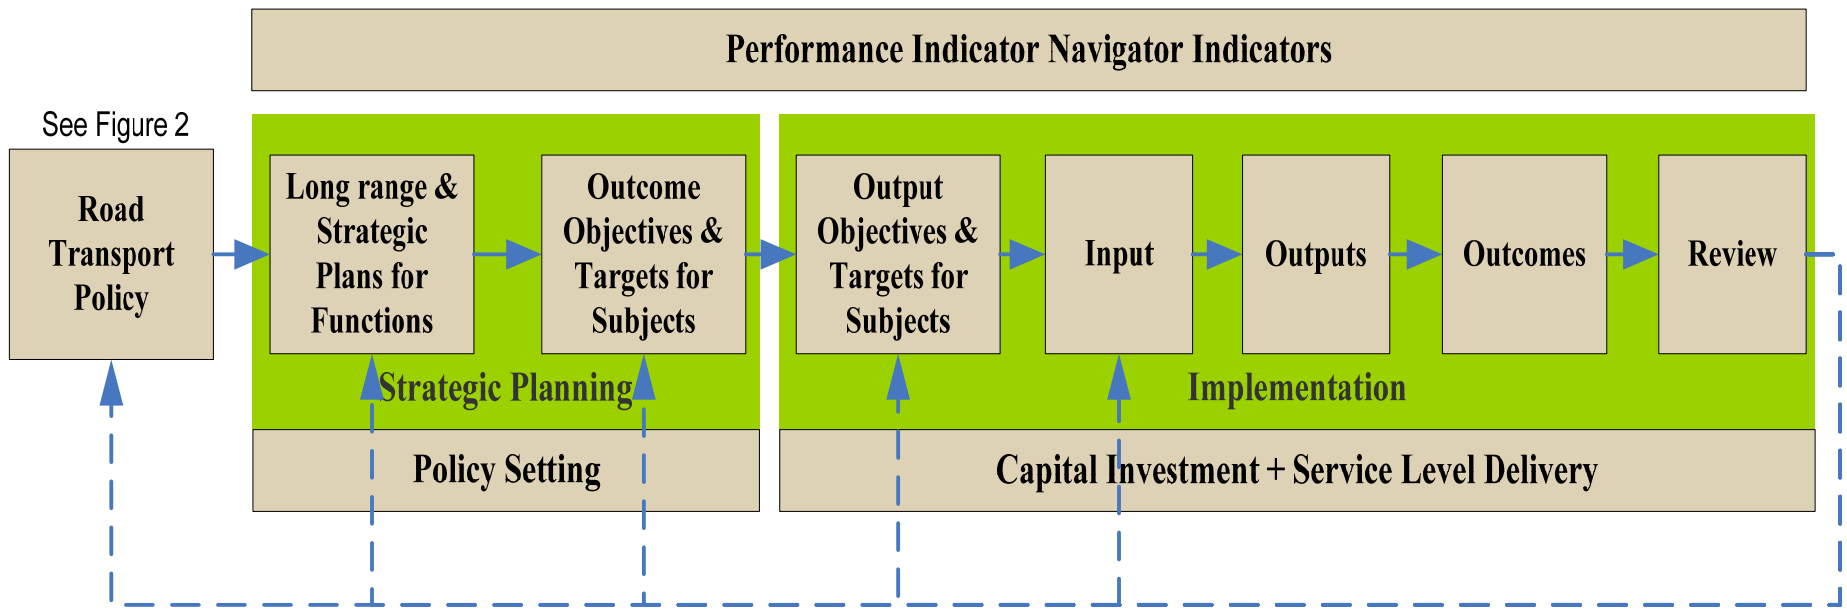 Performance Indicator Navigator Indicators
See Figure 2
Road
Transport
Policy
Long range &
Strategic
Plans for
Functions
Outcome
Objectives &
Targets for
Subjects
Output
Objectives &
Targets for
Subjects
Input
Outputs
Outcomes
Review
Strategic Planning
Implementation
Policy Setting
Capital Investment + Service Level Delivery